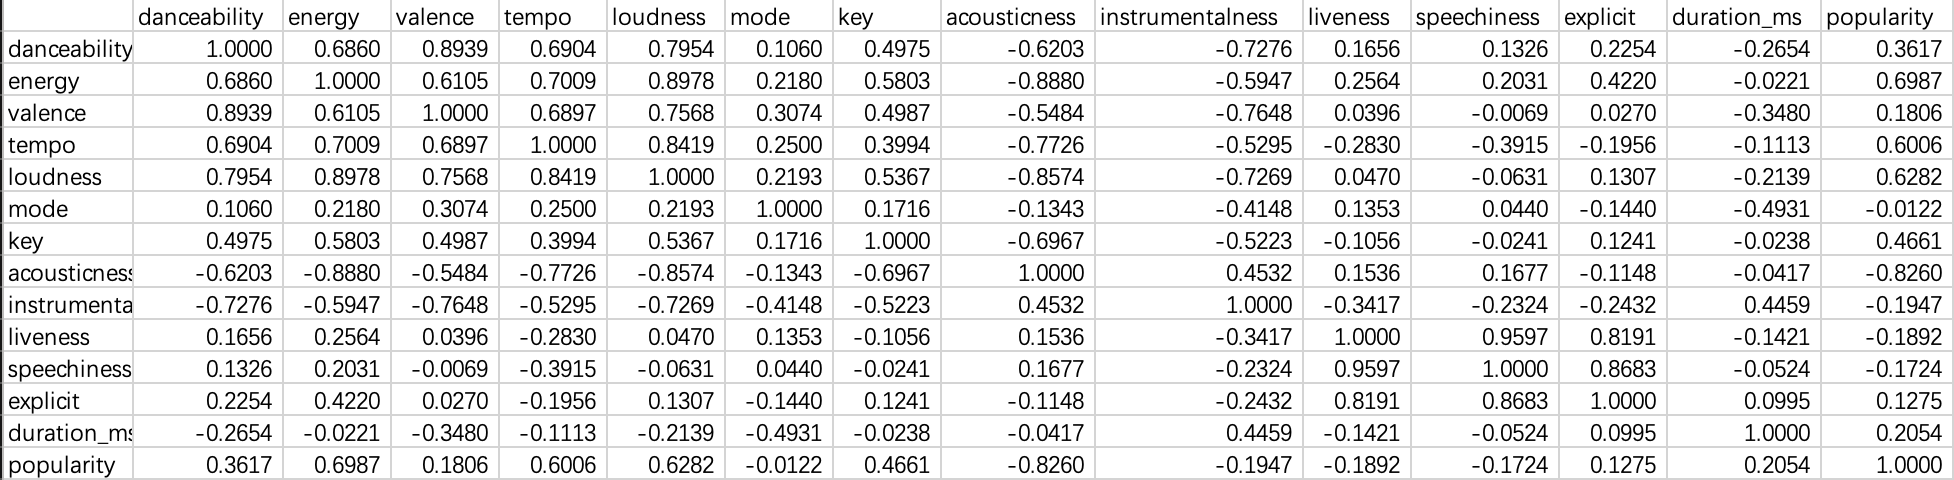 danceability energy valence tempo loudness mode key acousticness instrumentalness liveness speechiness explicit duration_ms popularity
danceability 1.0000 0.6860 0.8939 0.6904 0.7954 0.1060 0.4975 -0.6203 -0.7276 0.1656 0.1326 0.2254 -0.2654 0.3617
energy 0.6860 1.0000 0.6105 0.7009 0.8978 0.2180 0.5803 -0.8880 -0.5947 0.2564 0.2031 0.4220 -0.0221 0.6987
valence 0.8939 0.6105 1.0000 0.6897 0.7568 0.3074 0.4987 -0.5484 -0.7648 0.0396 -0.0069 0.0270 -0.3480 0.1806
tempo 0.6904 0.7009 0.6897 1.0000 0.8419 0.2500 0.3994 -0.7726 -0.5295 -0.2830 -0.3915 -0.1956 -0.1113 0.6006
loudness 0.7954 0.8978 0.7568 0.8419 1.0000 0.2193 0.5367 -0.8574 -0.7269 0.0470 -0.0631 0.1307 -0.2139 0.6282
mode 0.1060 0.2180 0.3074 0.2500 0.2193 1.0000 0.1716 -0.1343 -0.4148 0.1353 0.0440 -0.1440 -0.4931 -0.0122
key 0.4975 0.5803 0.4987 0.3994 0.5367 0.1716 1.0000 -0.6967 -0.5223 -0.1056 -0.0241 0.1241 -0.0238 0.4661
acousticness -0.6203 -0.8880 -0.5484 -0.7726 -0.8574 -0.1343 -0.6967 1.0000 0.4532 0.1536 0.1677 -0.1148 -0.0417 -0.8260
instrumenta -0.7276 -0.5947 -0.7648 -0.5295 -0.7269 -0.4148 -0.5223 0.4532 1.0000 -0.3417 -0.2324 -0.2432 0.4459 -0.1947
liveness 0.1656 0.2564 0.0396 -0.2830 0.0470 0.1353 -0.1056 0.1536 -0.3417 1.0000 0.9597 0.8191 -0.1421 -0.1892
speechiness 0.1326 0.2031 -0.0069 -0.3915 -0.0631 0.0440 -0.0241 0.1677 -0.2324 0.9597 1.0000 0.8683 -0.0524 -0.1724
explicit 0.2254 0.4220 0.0270 -0.1956 0.1307 -0.1440 0.1241 -0.1148 -0.2432 0.8191 0.8683 1.0000 0.0995 0.1275
duration_ms -0.2654 -0.0221 -0.3480 -0.1113 -0.2139 -0.4931 -0.0238 -0.0417 0.4459 -0.1421 -0.0524 0.0995 1.0000 0.2054
popularity 0.3617 0.6987 0.1806 0.6006 0.6282 -0.0122 0.4661 -0.8260 -0.1947 -0.1892 -0.1724 0.1275 0.2054 1.0000